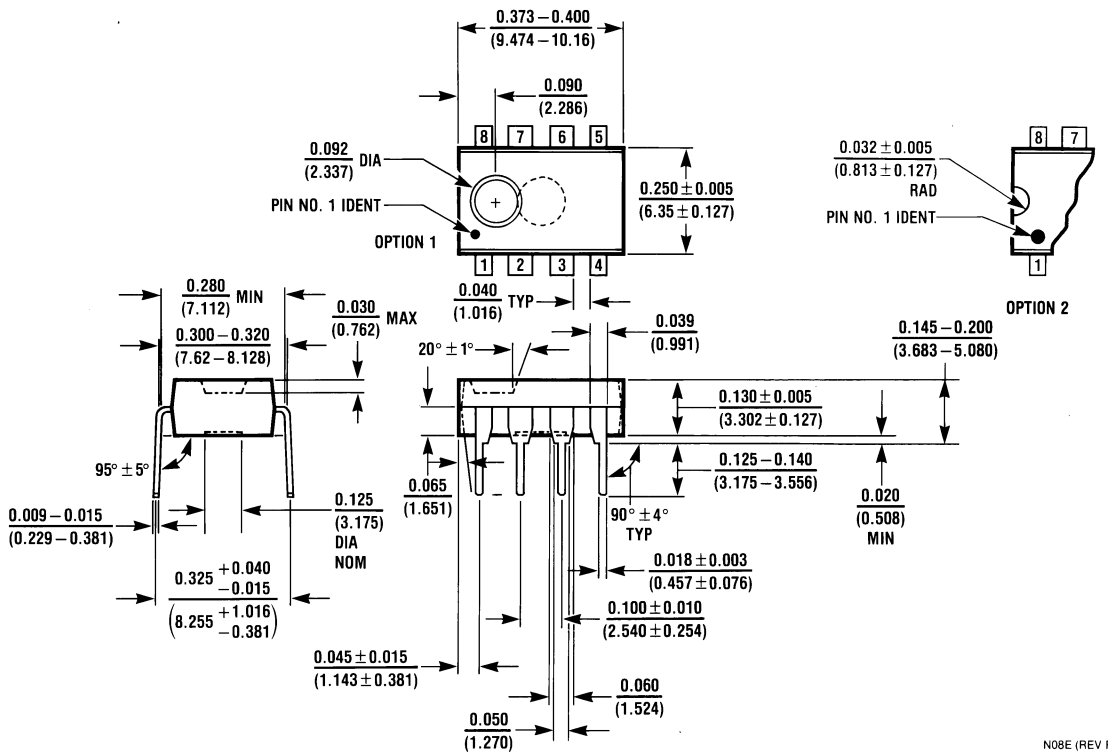 0.373 – 0.400
(9.474 – 10.16)
0.090
(2.286)
8 7 6 5
8 7
0.092 DIA
(2.337)
0.032 ± 0.005
(0.813 ± 0.127)
RAD
0.250 ± 0.005
(6.35 ± 0.127)
PIN NO. 1 IDENT
PIN NO. 1 IDENT
OPTION 1
1 2 3 4
1
0.280 MIN
(7.112)
0.030 MAX
(0.762)
0.040 TYP
(1.016)
OPTION 2
0.300 – 0.320
(7.62 – 8.128)
0.039
(0.991)
0.145 – 0.200
(3.683 – 5.080)
20° ± 1°
0.130 ± 0.005
(3.302 ± 0.127)
95° ± 5°
0.065
(1.651)
0.125 – 0.140
(3.175 – 3.556)
0.009 – 0.015
(0.229 – 0.381)
0.125
(3.175)
DIA
NOM
90° ± 4°
TYP
0.020
(0.508)
MIN
0.018 ± 0.003
(0.457 ± 0.076)
0.325 +0.040
–0.015
(8.255 +1.016
–0.381)
0.100 ± 0.010
(2.540 ± 0.254)
0.045 ± 0.015
(1.143 ± 0.381)
0.060
(1.524)
0.050
(1.270)
N08E (REV